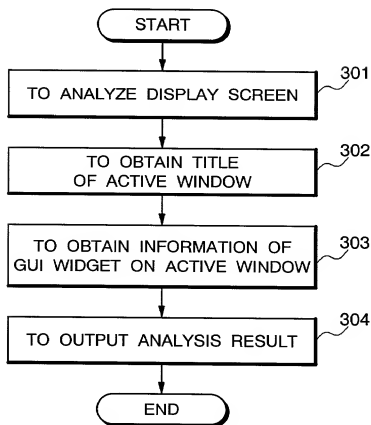 START
301
TO ANALYZE DISPLAY SCREEN
302
TO OBTAIN TITLE
OF ACTIVE WINDOW
303
TO OBTAIN INFORMATION OF
GUI WIDGET ON ACTIVE WINDOW
304
TO OUTPUT ANALYSIS RESULT
END